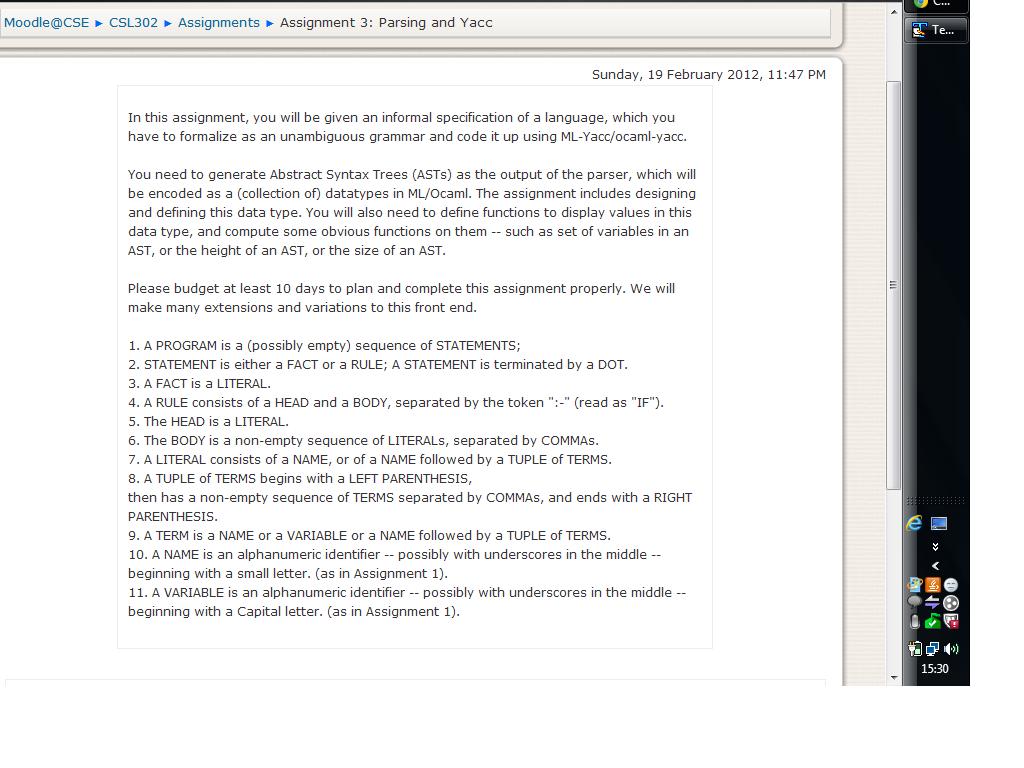 Moodle@CSE ► CSL302 ► Assignments ► Assignment 3: Parsing and Yacc
C...
Te...
Sunday, 19 February 2012, 11:47 PM
In this assignment, you will be given an informal specification of a language, which you
have to formalize as an unambiguous grammar and code it up using ML-Yacc/ocaml-yacc.
You need to generate Abstract Syntax Trees (ASTs) as the output of the parser, which will
be encoded as a (collection of) datatypes in ML/Ocaml. The assignment includes designing
and defining this data type. You will also need to define functions to display values in this
data type, and compute some obvious functions on them -- such as set of variables in an
AST, or the height of an AST, or the size of an AST.
Please budget at least 10 days to plan and complete this assignment properly. We will
make many extensions and variations to this front end.
1. A PROGRAM is a (possibly empty) sequence of STATEMENTS;
2. STATEMENT is either a FACT or a RULE; A STATEMENT is terminated by a DOT.
3. A FACT is a LITERAL.
4. A RULE consists of a HEAD and a BODY, separated by the token ":-" (read as "IF").
5. The HEAD is a LITERAL.
6. The BODY is a non-empty sequence of LITERALs, separated by COMMAs.
7. A LITERAL consists of a NAME, or of a NAME followed by a TUPLE of TERMS.
8. A TUPLE of TERMS begins with a LEFT PARENTHESIS,
then has a non-empty sequence of TERMS separated by COMMAs, and ends with a RIGHT
PARENTHESIS.
9. A TERM is a NAME or a VARIABLE or a NAME followed by a TUPLE of TERMS.
10. A NAME is an alphanumeric identifier -- possibly with underscores in the middle --
beginning with a small letter. (as in Assignment 1).
11. A VARIABLE is an alphanumeric identifier -- possibly with underscores in the middle --
beginning with a Capital letter. (as in Assignment 1).
15:30